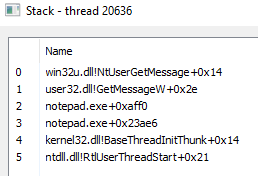 Stack - thread 20636
Name
0 win32u.dll!NtUserGetMessage+0x14
1 user32.dll!GetMessageW+0x2e
2 notepad.exe+0xaff0
3 notepad.exe+0x23ae6
4 kernel32.dll!BaseThreadInitThunk+0x14
5 ntdll.dll!RtlUserThreadStart+0x21